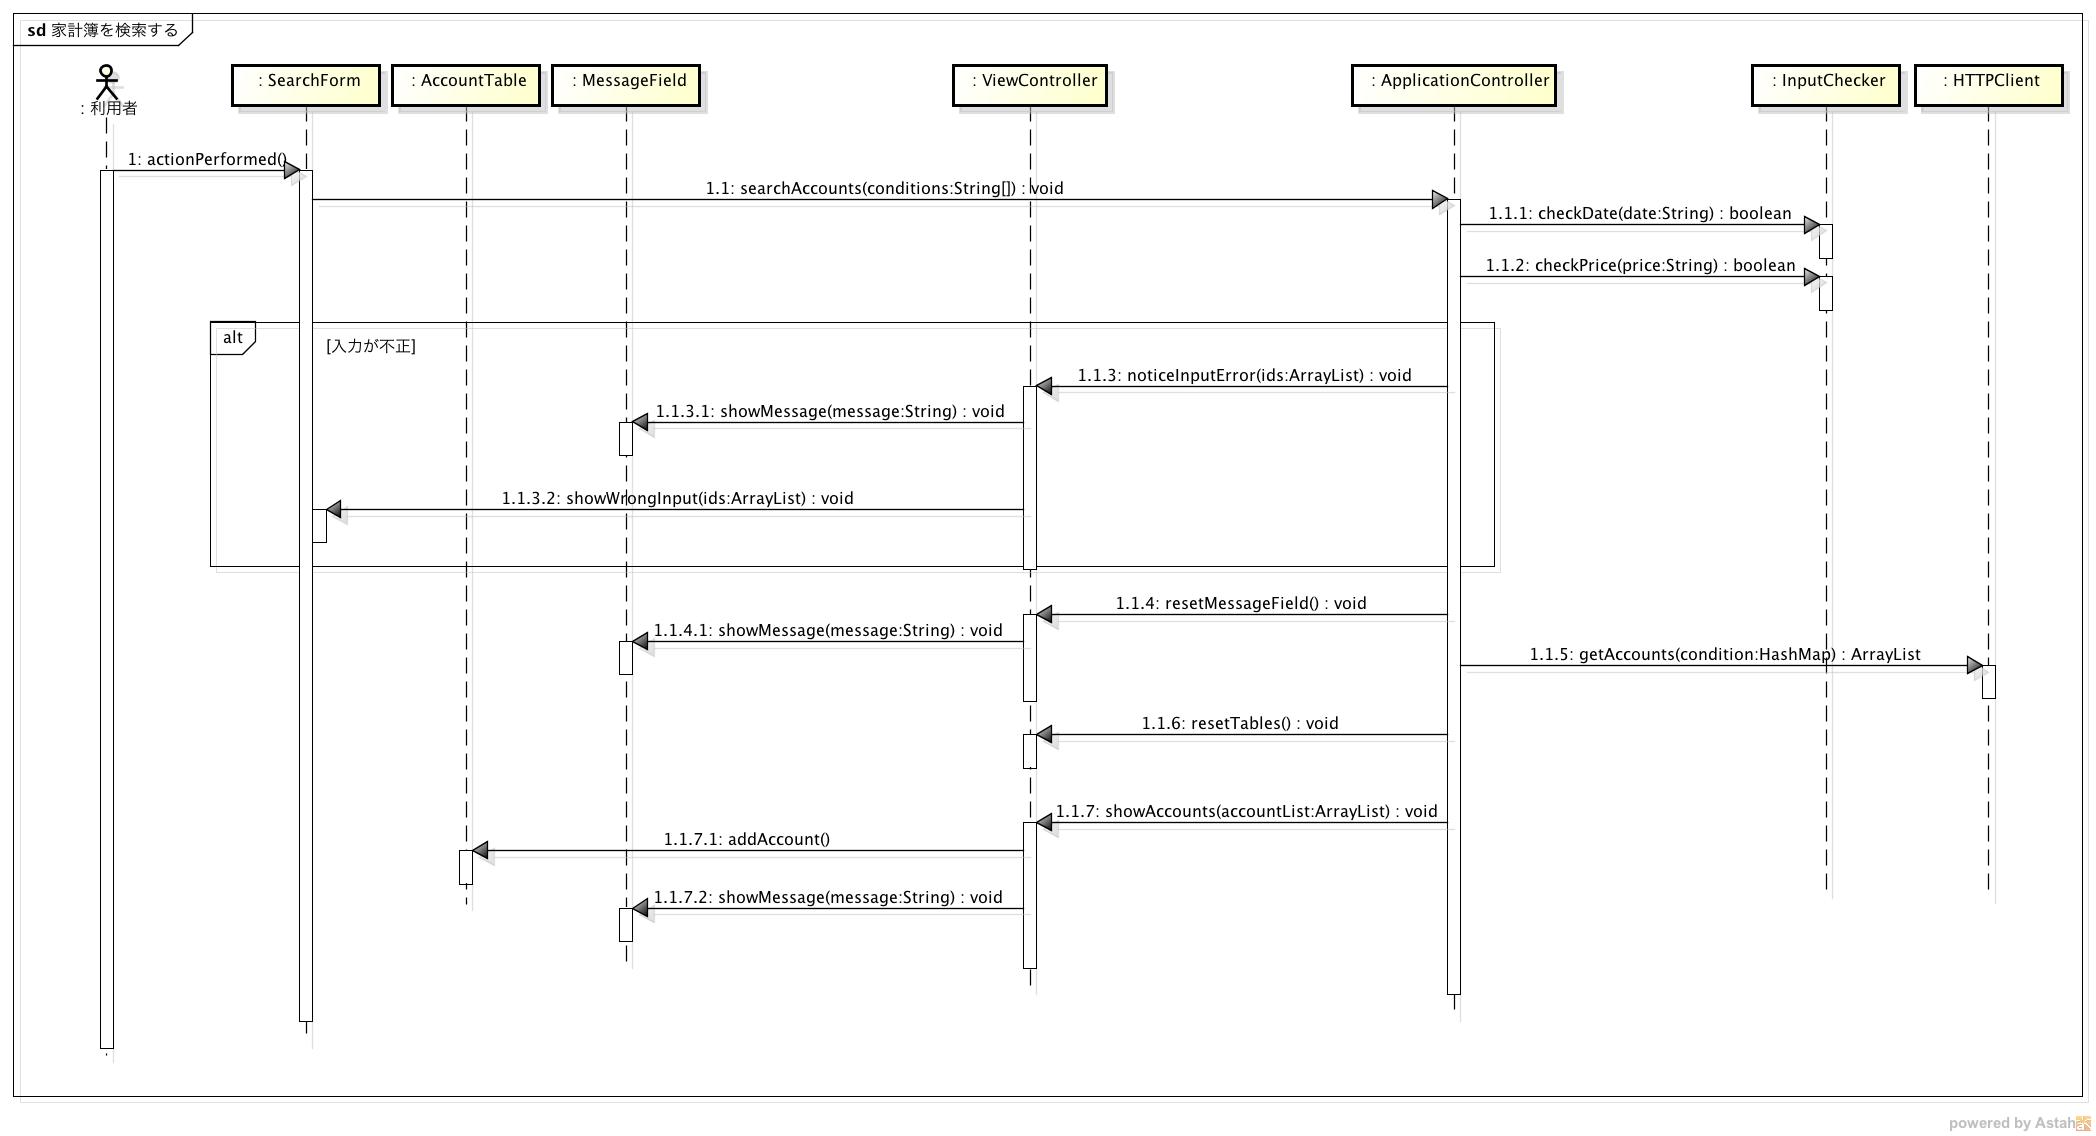 sd 家計簿を検索する
: 利用者
: SearchForm
: AccountTable
: MessageField
: ViewController
: ApplicationController
: InputChecker
: HTTPClient
1: actionPerformed()
1.1: searchAccounts(conditions:String[]) : void
1.1.1: checkDate(date:String) : boolean
1.1.2: checkPrice(price:String) : boolean
alt
[入力が不正]
1.1.3: noticeInputError(ids:ArrayList) : void
1.1.3.1: showMessage(message:String) : void
1.1.3.2: showWrongInput(ids:ArrayList) : void
1.1.4: resetMessageField() : void
1.1.4.1: showMessage(message:String) : void
1.1.5: getAccounts(condition:HashMap) : ArrayList
1.1.6: resetTables() : void
1.1.7: showAccounts(accountList:ArrayList) : void
1.1.7.1: addAccount()
1.1.7.2: showMessage(message:String) : void
powered by Astah